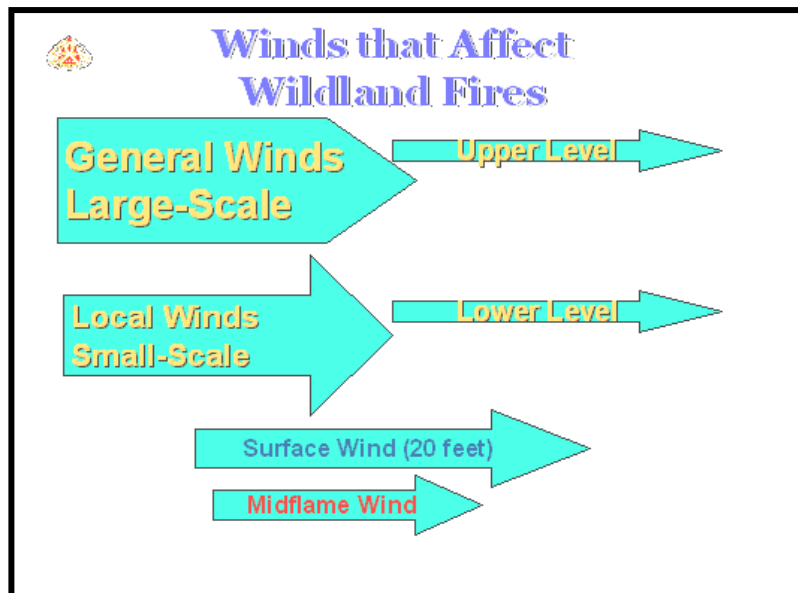 Winds that Affect
Wildland Fires
General Winds
Large-Scale
Upper Level
Local Winds
Small-Scale
Lower Level
Surface Wind (20 feet)
Midflame Wind